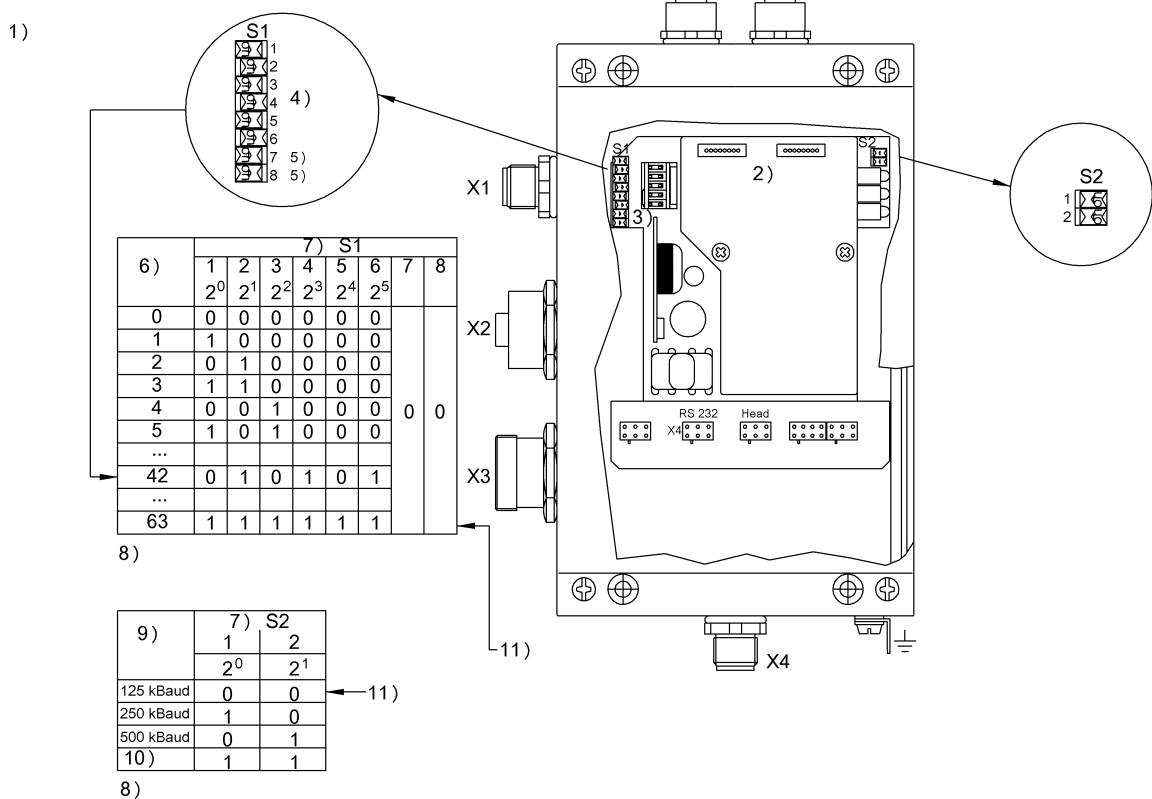 1)
S1
1
2
3
4 4)
5
6
7 5)
8 5)
S1
S2
2)
3)
X1
X2
X3
RS 232
X4
Head
X4
S2
1
2
6) 7) S1
1 2 3 4 5 6 7 8
2⁰ 2¹ 2² 2³ 2⁴ 2⁵
0 0 0 0 0 0 0
1 1 0 0 0 0 0
2 0 1 0 0 0 0
3 1 1 0 0 0 0
4 0 0 1 0 0 0 0 0
5 1 0 1 0 0 0
...
42 0 1 0 1 0 1
...
63 1 1 1 1 1 1
8)
11)
9) 7) S2
1 2
2⁰ 2¹
125 kBaud 0 0 11)
250 kBaud 1 0
500 kBaud 0 1
10) 1 1
8)